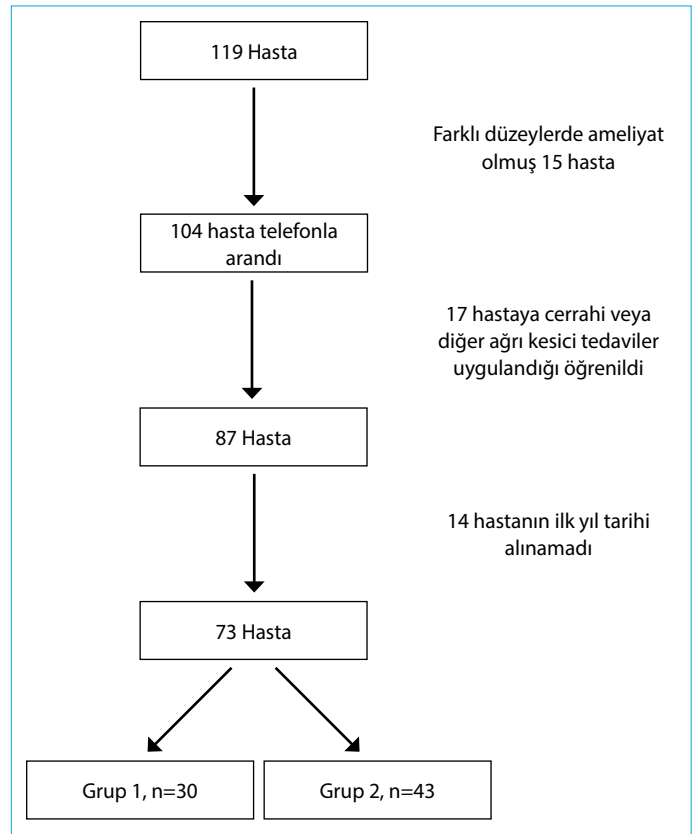 119 Hasta
Farklı düzeylerde ameliyat
olmuş 15 hasta
104 hasta telefonla
arandı
17 hastaya cerrahi veya
diğer ağrı kesici tedaviler
uygulandığı öğrenildi
87 Hasta
14 hastanın ilk yıl tarihi
alınamadı
73 Hasta
Grup 1, n=30
Grup 2, n=43